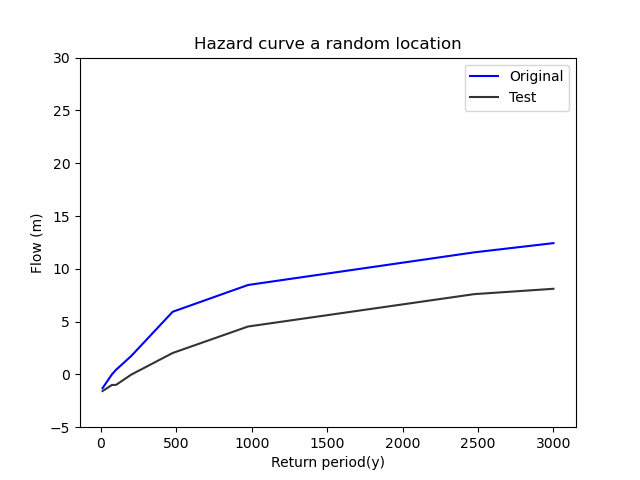 Hazard curve a random location
Original
Test
Flow (m)
30
25
20
15
10
5
0
−5
0 500 1000 1500 2000 2500 3000
Return period(y)